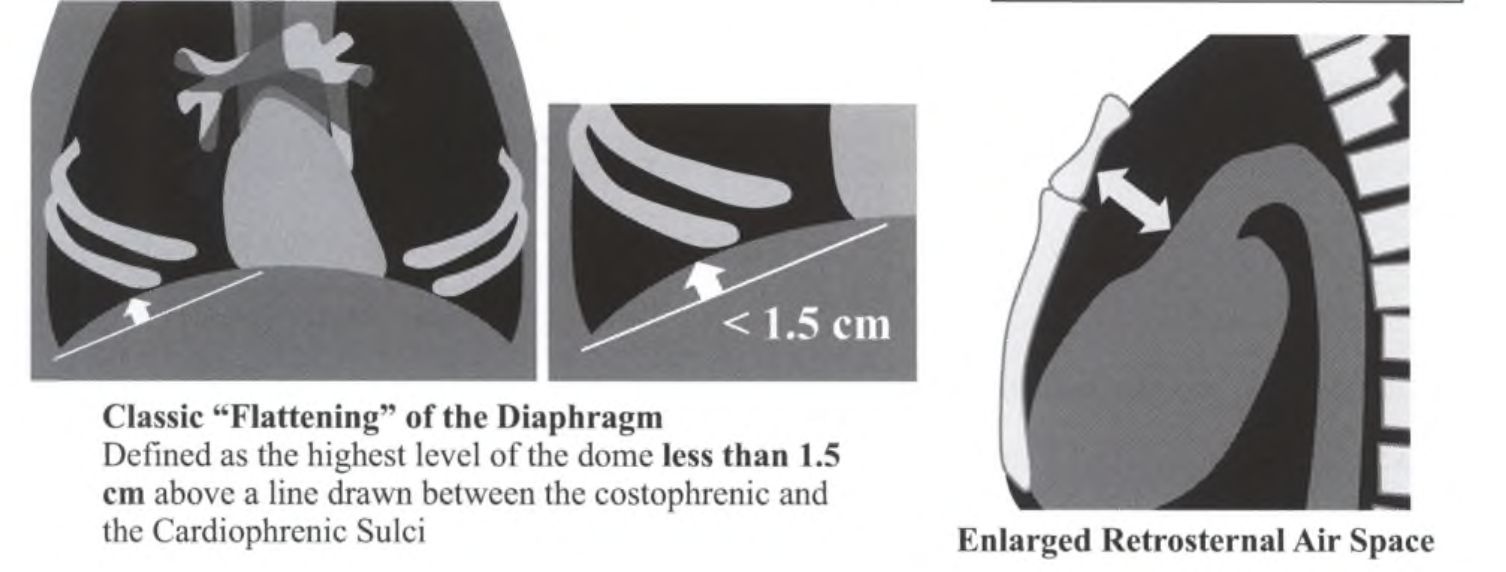 < 1.5 cm
Classic “Flattening” of the Diaphragm
Defined as the highest level of the dome less than 1.5
cm above a line drawn between the costophrenic and
the Cardiophrenic Sulci
Enlarged Retrosternal Air Space